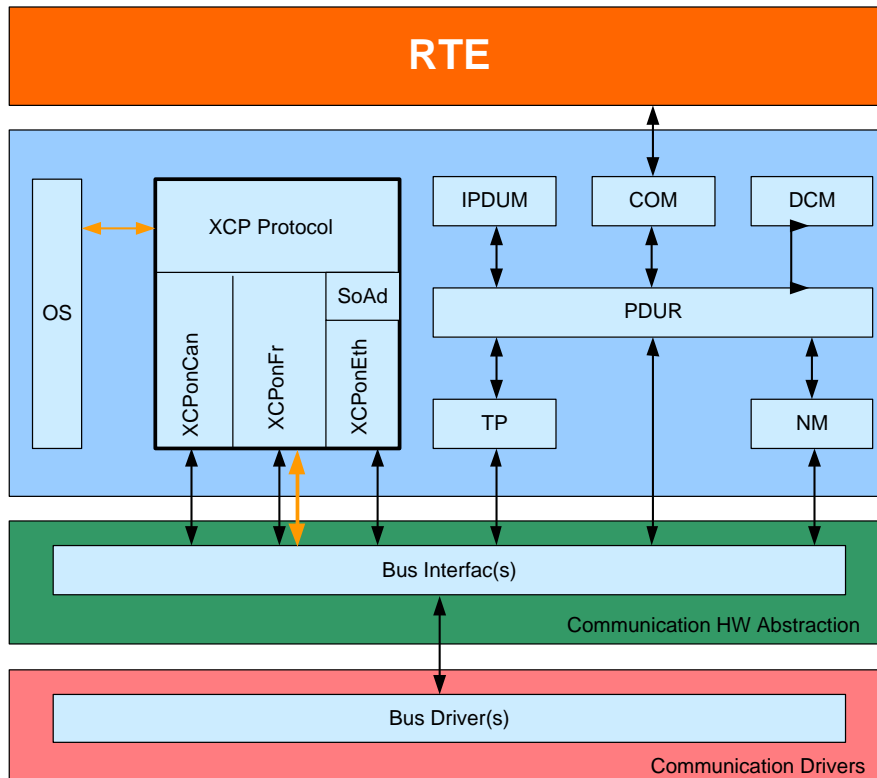 RTE
IPDUM
COM
DCM
XCP Protocol
OS
SoAd
PDUR
XCPonCan
XCPonFr
XCPonEth
TP
NM
Bus Interfac(s)
Communication HW Abstraction
Bus Driver(s)
Communication Drivers